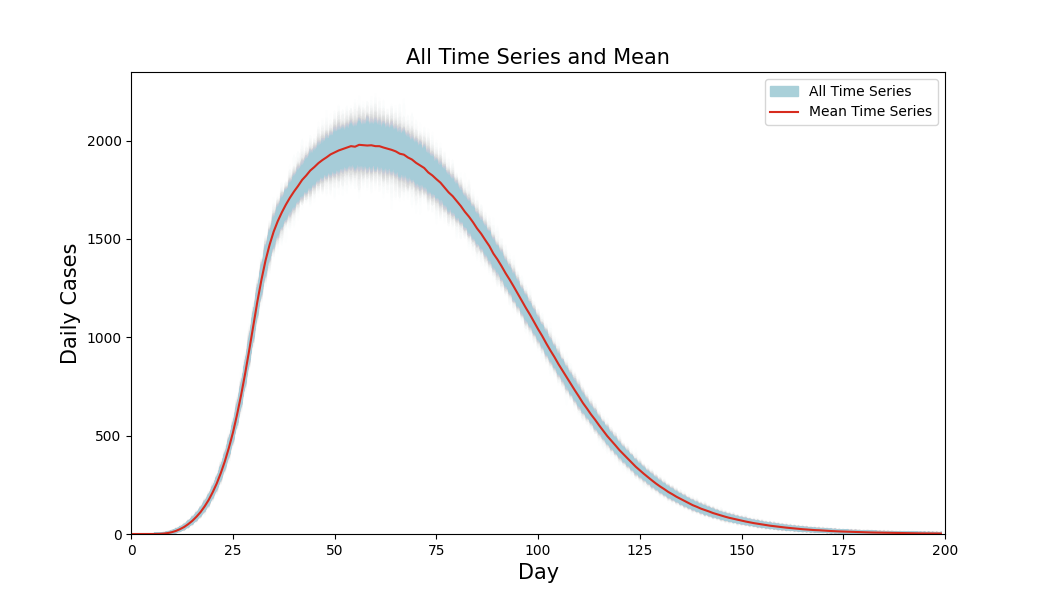 All Time Series and Mean
All Time Series
Mean Time Series
Daily Cases
2000
1500
1000
500
0
0 25 50 75 100 125 150 175 200
Day